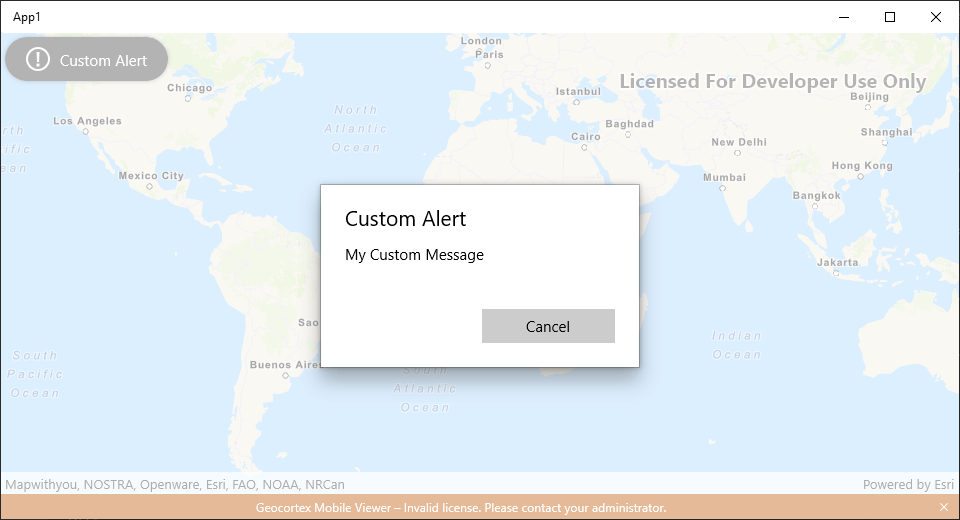 App1
Custom Alert
Licensed For Developer Use Only
London
Paris
Chicago
Istanbul
Beijing
North
Atlantic
Ocean
Los Angeles
Baghdad
Cairo
Shanghai
New Delhi
Hong Kong
Mexico City
Mumbai
Bangkok
Custom Alert
My Custom Message
Jakarta
Cancel
Indian
Ocean
South
Pacific
Ocean
Buenos Aire
South
Atlantic
Ocean
Mapwithyou, NOSTRA, Openware, Esri, FAO, NOAA, NRCan
Powered by Esri
Geocortex Mobile Viewer – Invalid license. Please contact your administrator.